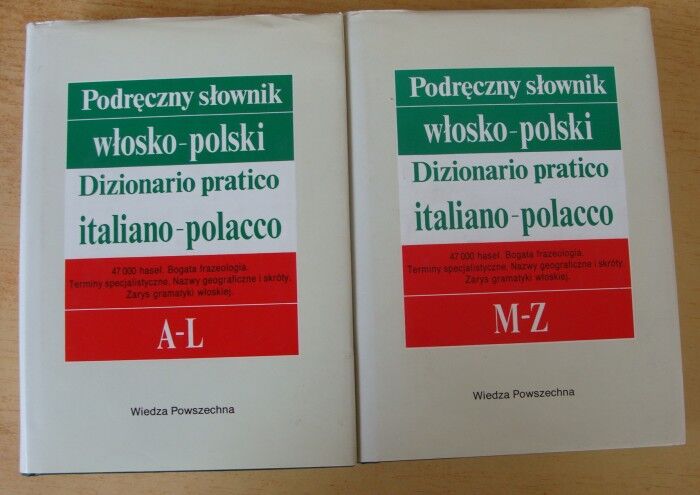 Podręczny słownik
włosko-polski
Dizionario pratico
italiano-polacco
47 000 haseł. Bogata frazeologia.
Terminy specjalistyczne. Nazwy geograficzne i skróty.
Zarys gramatyki włoskiej.
A-L
Wiedza Powszechna
Podręczny słownik
włosko-polski
Dizionario pratico
italiano-polacco
47 000 haseł. Bogata frazeologia.
Terminy specjalistyczne. Nazwy geograficzne i skróty.
Zarys gramatyki włoskiej.
M-Z
Wiedza Powszechna